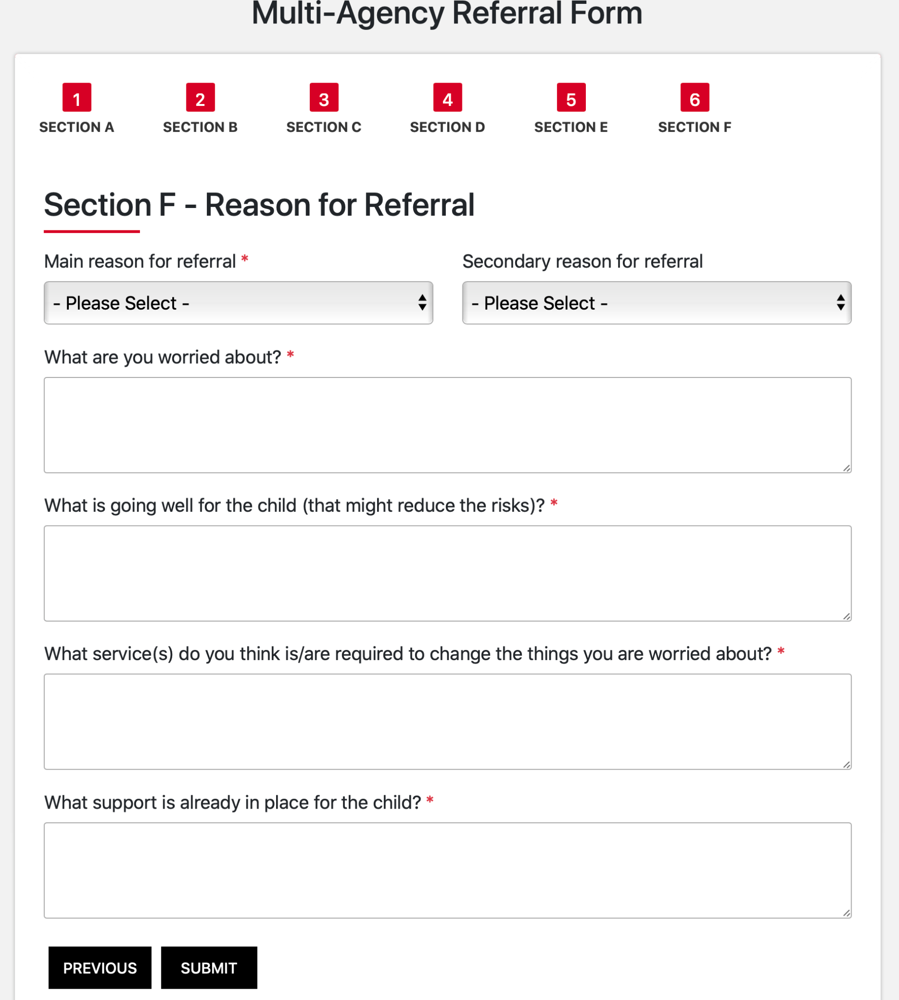 Multi-Agency Referral Form
1 2 3 4 5 6
SECTION A SECTION B SECTION C SECTION D SECTION E SECTION F
Section F - Reason for Referral
Main reason for referral * Secondary reason for referral
- Please Select - - Please Select -
What are you worried about? *
What is going well for the child (that might reduce the risks)? *
What service(s) do you think is/are required to change the things you are worried about? *
What support is already in place for the child? *
PREVIOUS SUBMIT